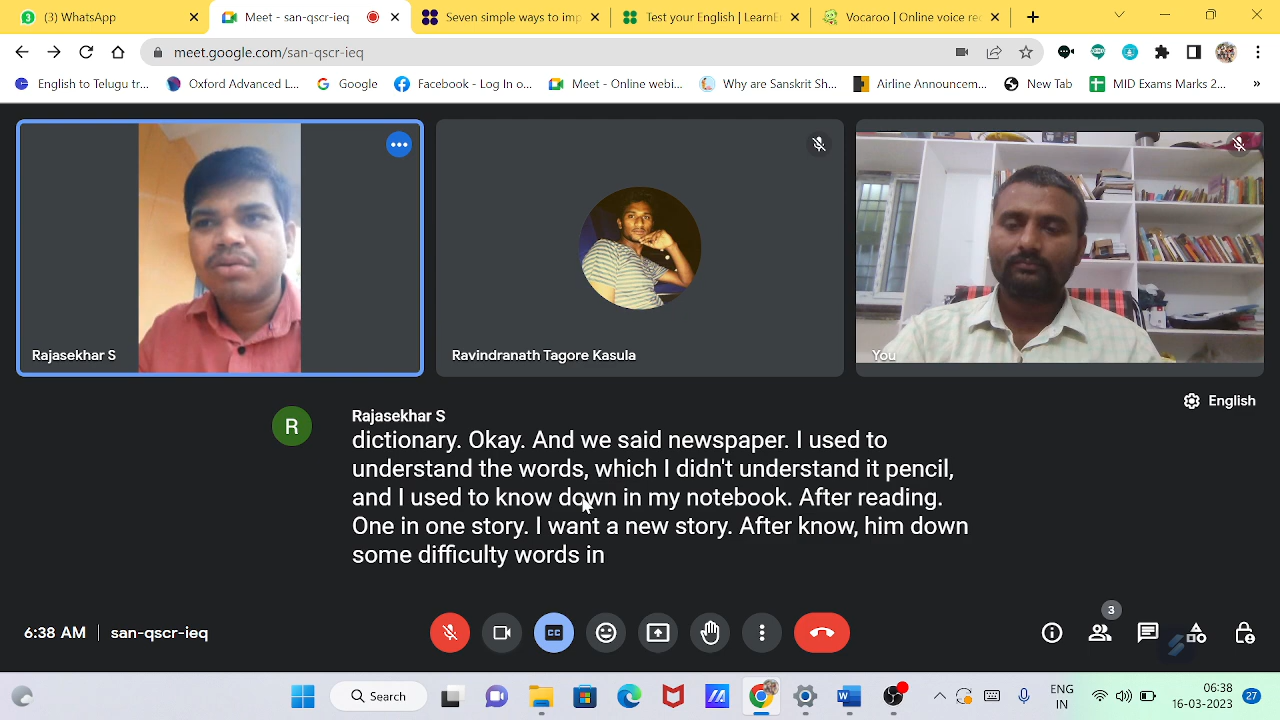 (3) WhatsApp
Meet - san-qscr-ieq
Seven simple ways to imp
Test your English | LearnE
Vocaroo | Online voice rec
meet.google.com/san-qscr-ieq
English to Telugu tr...
Oxford Advanced L...
Google
Facebook - Log In o...
Meet - Online webi...
Why are Sanskrit Sh
Airline Announcem...
New Tab
MID Exams Marks 2...
Rajasekhar S
Ravindranath Tagore Kasula
You
English
R
Rajasekhar S
dictionary. Okay. And we said newspaper. I used to
understand the words, which I didn't understand it pencil,
and I used to know down in my notebook. After reading.
One in one story. I want a new story. After know, him down
some difficulty words in
6:38 AM | san-qscr-ieq
CC
3
Search
ENG
IN
06:38
16-03-2023
27